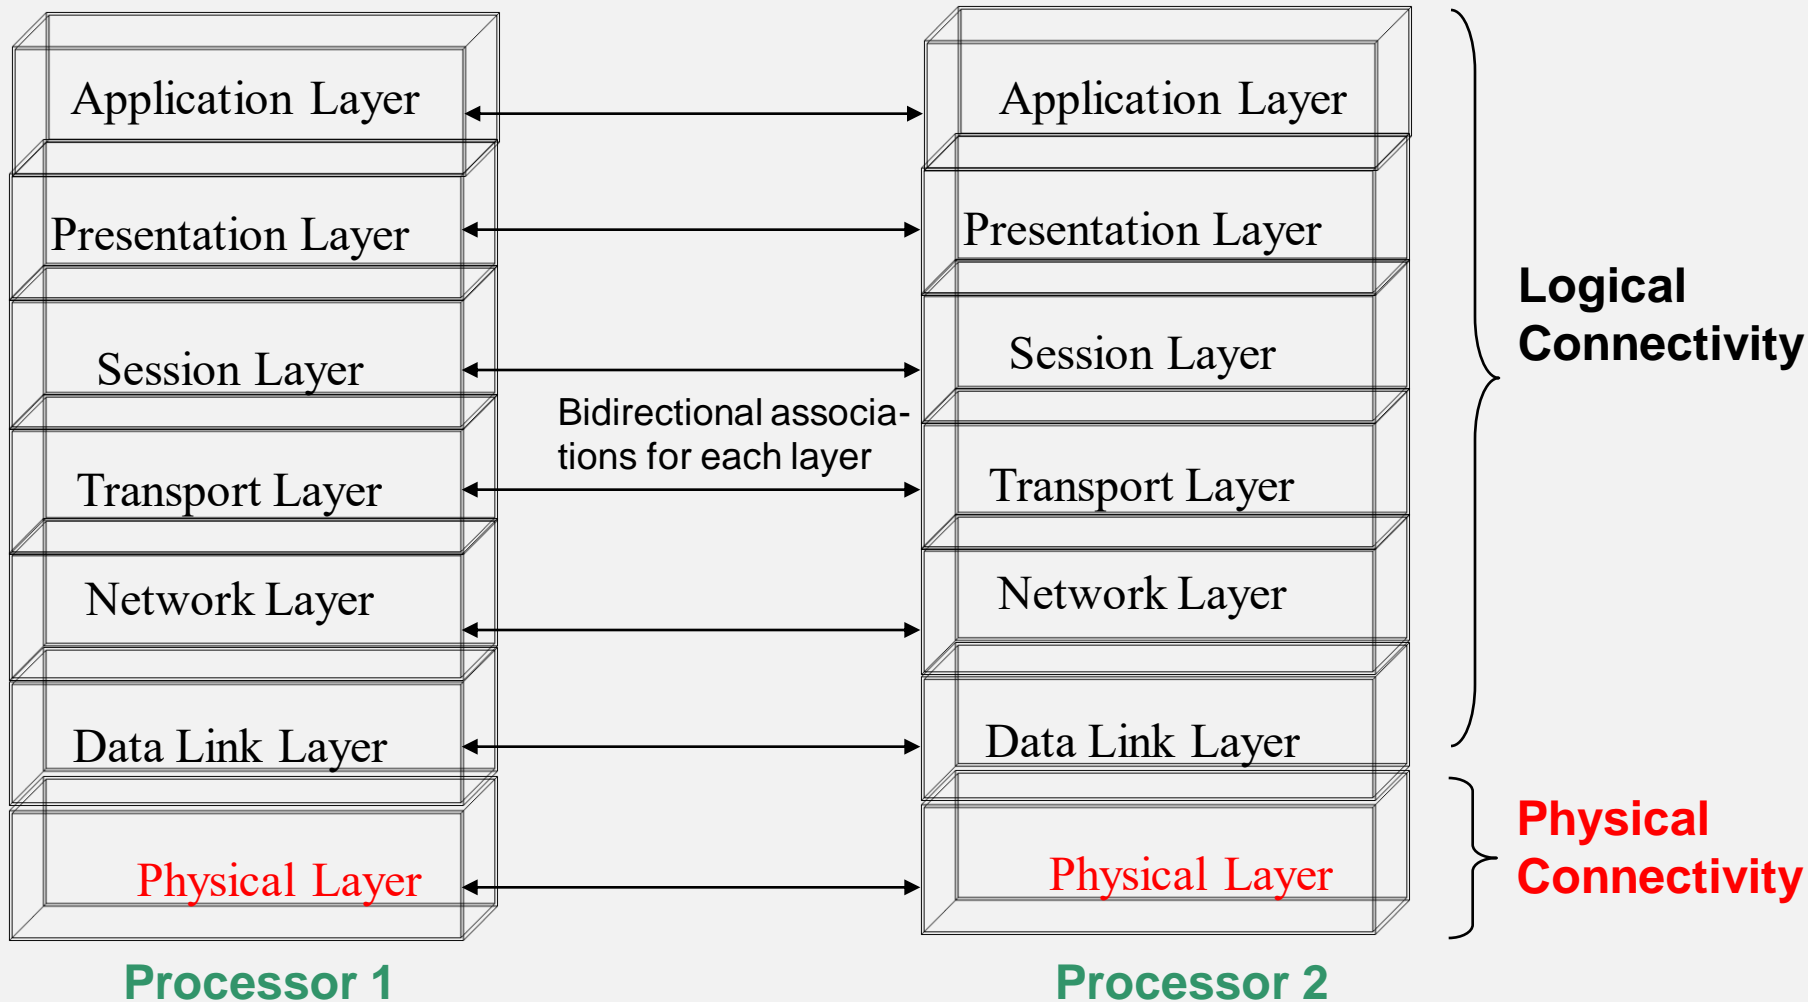 Application Layer
Application Layer
Presentation Layer
Presentation Layer
Session Layer
Session Layer
Bidirectional associa-
tions for each layer
Transport Layer
Transport Layer
Network Layer
Network Layer
Data Link Layer
Data Link Layer
Physical Layer
Physical Layer
Logical
Connectivity
Physical
Connectivity
Processor 1
Processor 2